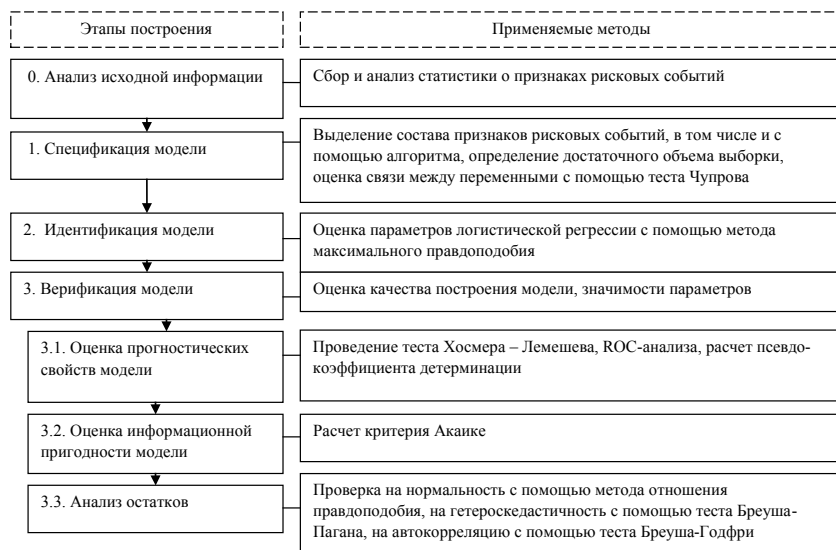 Этапы построения
Применяемые методы
0. Анализ исходной информации
Сбор и анализ статистики о признаках рисковых событий
1. Спецификация модели
Выделение состава признаков рисковых событий, в том числе и с
помощью алгоритма, определение достаточного объема выборки,
оценка связи между переменными с помощью теста Чупрова
2. Идентификация модели
Оценка параметров логистической регрессии с помощью метода
максимального правдоподобия
3. Верификация модели
Оценка качества построения модели, значимости параметров
3.1. Оценка прогностических
свойств модели
Проведение теста Хосмера – Лемешева, ROC-анализа, расчет псевдо-
коэффициента детерминации
3.2. Оценка информационной
пригодности модели
Расчет критерия Акаике
3.3. Анализ остатков
Проверка на нормальность с помощью метода отношения
правдоподобия, на гетероскедастичность с помощью теста Бреуша-
Пагана, на автокорреляцию с помощью теста Бреуша-Годфри